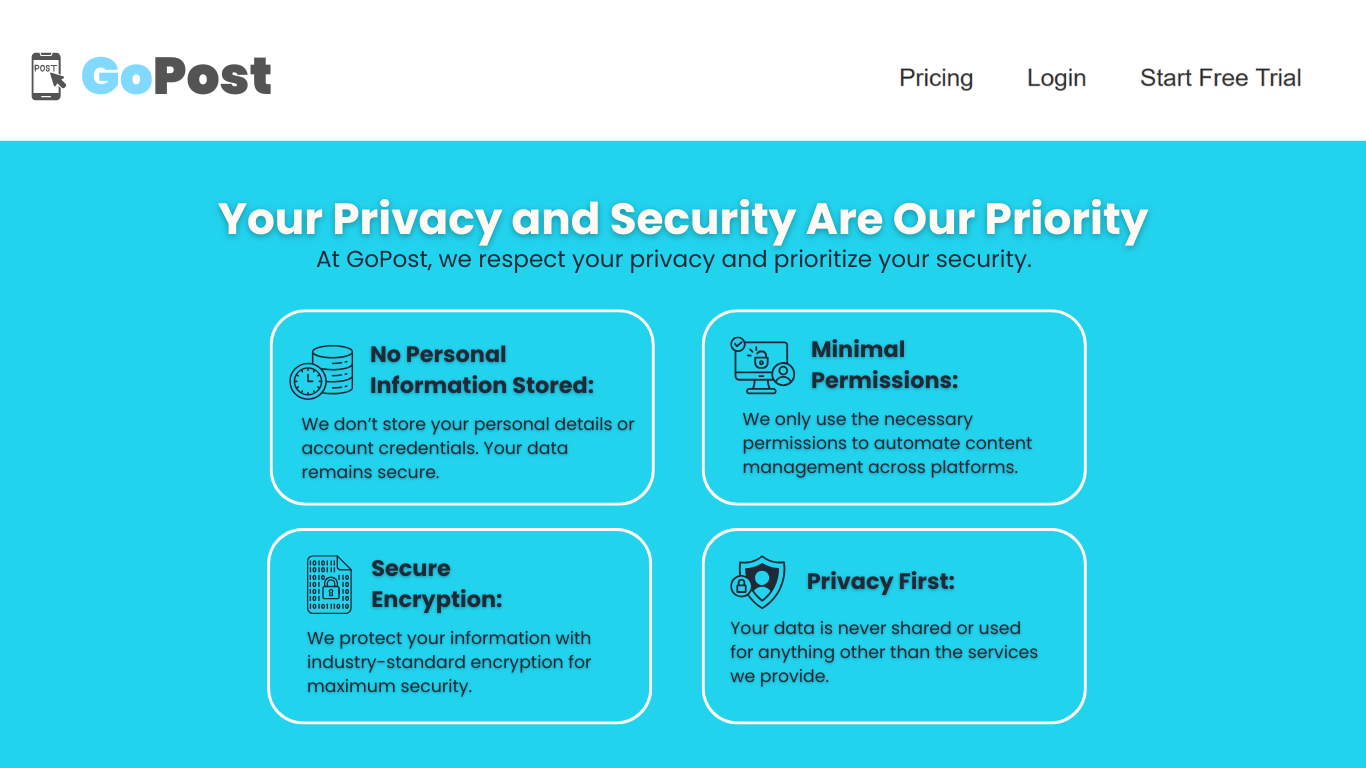 POST
GoPost
Pricing
Login
Start Free Trial
Your Privacy and Security Are Our Priority
At GoPost, we respect your privacy and prioritize your security.
No Personal
Information Stored:
We don’t store your personal details or
account credentials. Your data
remains secure.
Minimal
Permissions:
We only use the necessary
permissions to automate content
management across platforms.
Secure
Encryption:
We protect your information with
industry-standard encryption for
maximum security.
Privacy First:
Your data is never shared or used
for anything other than the services
we provide.